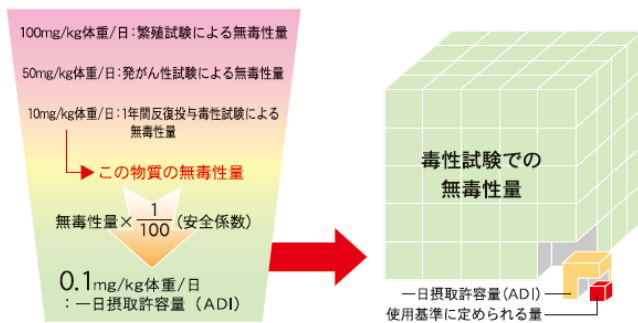 100mg/kg体重/日：繁殖試験による無毒性量
50mg/kg体重/日：発がん性試験による無毒性量
10mg/kg体重/日：1年間反復投与毒性試験による
無毒性量
この物質の無毒性量
無毒性量×1/100(安全係数)
0.1mg/kg体重/日
：一日摂取許容量（ADI）
毒性試験での
無毒性量
一日摂取許容量(ADI)
使用基準に定められる量